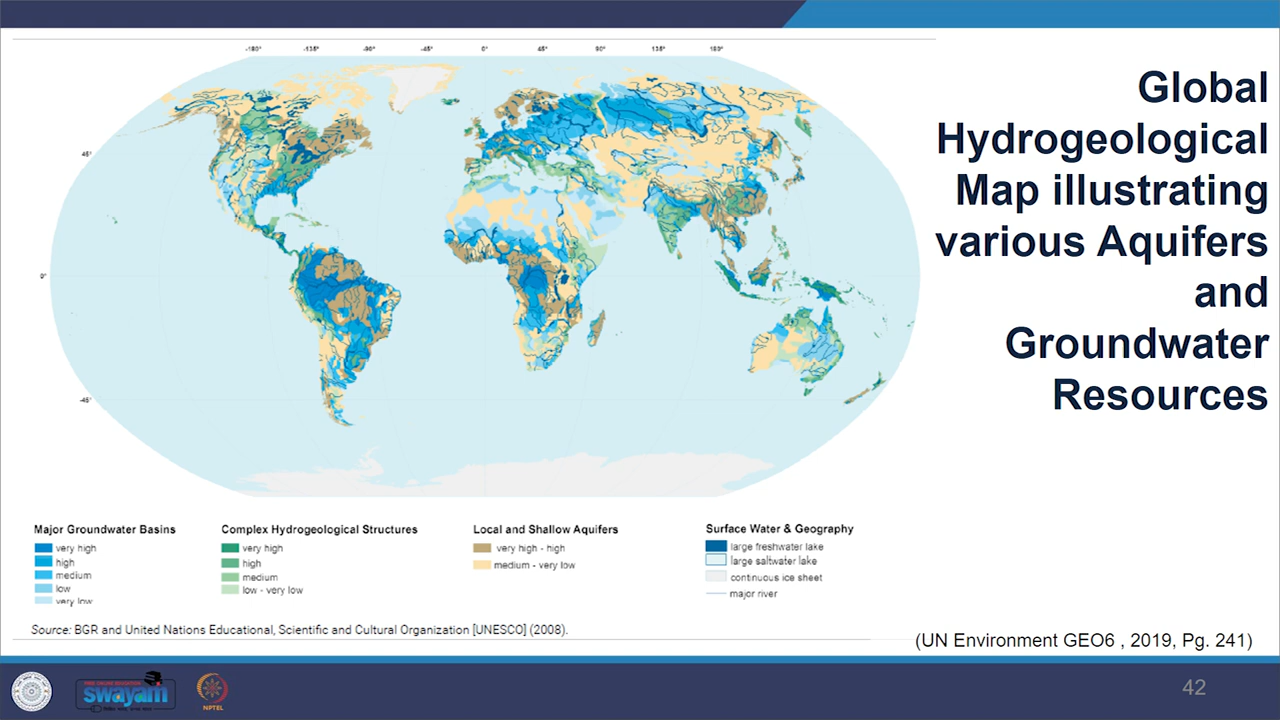 Global
Hydrogeological
Map illustrating
various Aquifers
and
Groundwater
Resources
-180° -135° -90° -45° 0° 45° 90° 135° 180°
45°
0°
-45°
Major Groundwater Basins
very high
high
medium
low
very low
Complex Hydrogeological Structures
very high
high
medium
low - very low
Local and Shallow Aquifers
very high - high
medium - very low
Surface Water & Geography
large freshwater lake
large saltwater lake
continuous ice sheet
major river
Source: BGR and United Nations Educational, Scientific and Cultural Organization [UNESCO] (2008).
(UN Environment GEO6 , 2019, Pg. 241)
FREE ONLINE EDUCATION
swayam
NPTEL
42